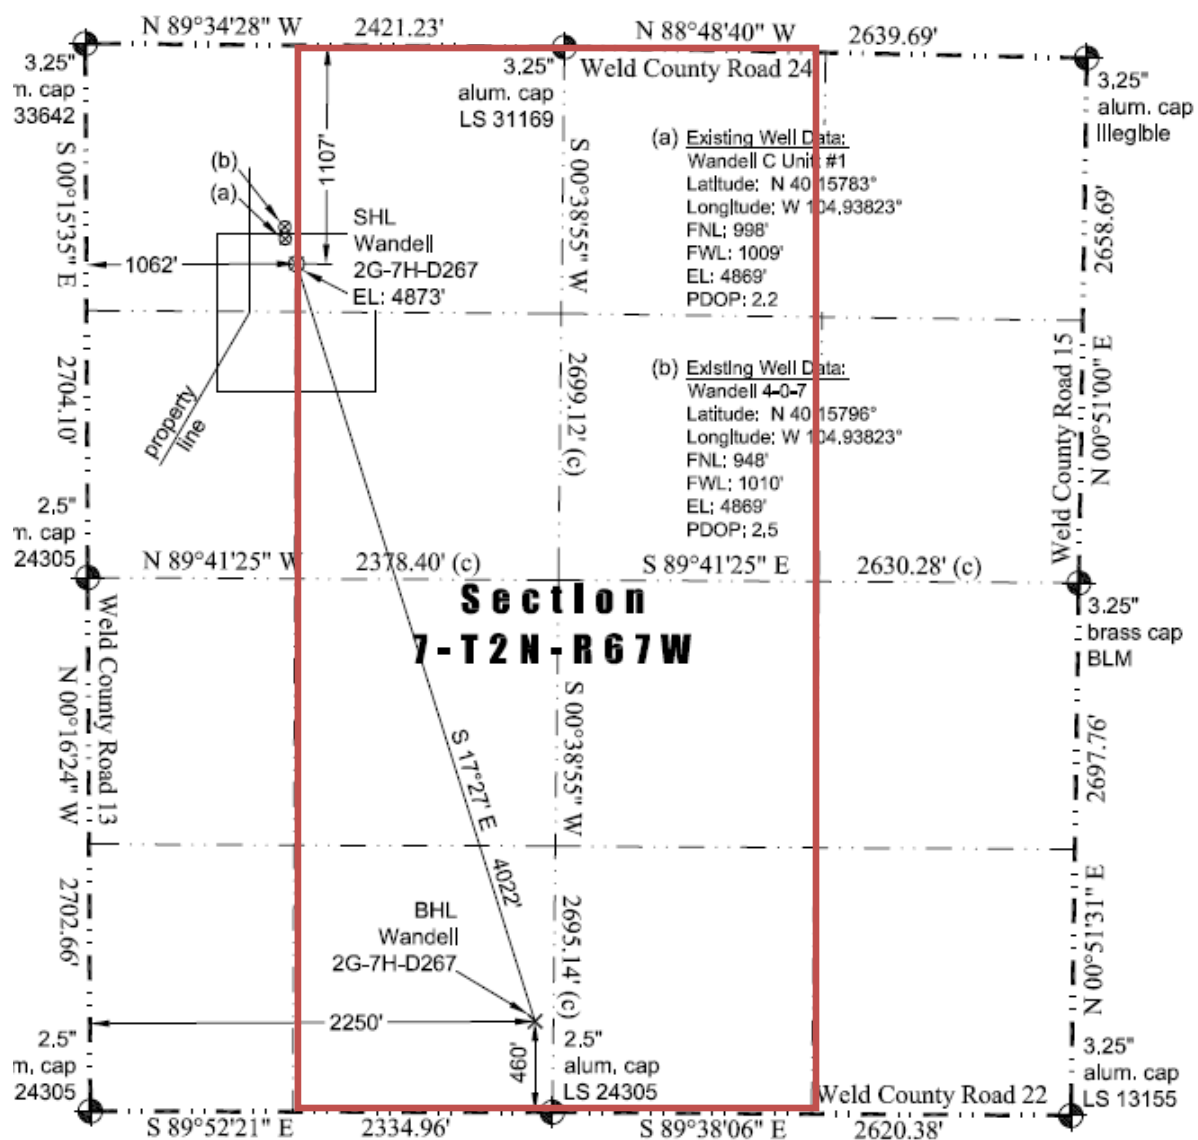 N 89°34'28" W 2421.23' N 88°48'40" W 2639.69'
Weld County Road 24
3.25"
m. cap
33642
3.25"
alum. cap
LS 31169
3.25"
alum. cap
Illegible
S 00°15'35" E
2704.10'
1107'
S 00°38'55" W
2699.12' (c)
2658.69'
N 00°51'00" E
Weld County Road 15
(b)
(a)
SHL
Wandell
2G-7H-D267
EL: 4873'
1062'
property
line
(a) Existing Well Data:
Wandell C Unit #1
Latitude: N 40.15783°
Longitude: W 104.93823°
FNL: 998'
FWL: 1009'
EL: 4869'
PDOP: 2.2
(b) Existing Well Data:
Wandell 4-0-7
Latitude: N 40.15796°
Longitude: W 104.93823°
FNL: 948'
FWL: 1010'
EL: 4869'
PDOP: 2.5
2.5"
m. cap
24305
N 89°41'25" W 2378.40' (c) S 89°41'25" E 2630.28' (c)
Section
7-T2N-R67W
3.25"
brass cap
BLM
Weld County Road 13
N 00°16'24" W
2702.66'
S 17°27' E 4022'
S 00°38'55" W
2695.14' (c)
2697.76'
N 00°51'31" E
BHL
Wandell
2G-7H-D267
2250'
460'
2.5"
m. cap
24305
2.5"
alum. cap
LS 24305
3.25"
alum. cap
LS 13155
Weld County Road 22
S 89°52'21" E 2334.96' S 89°38'06" E 2620.38'